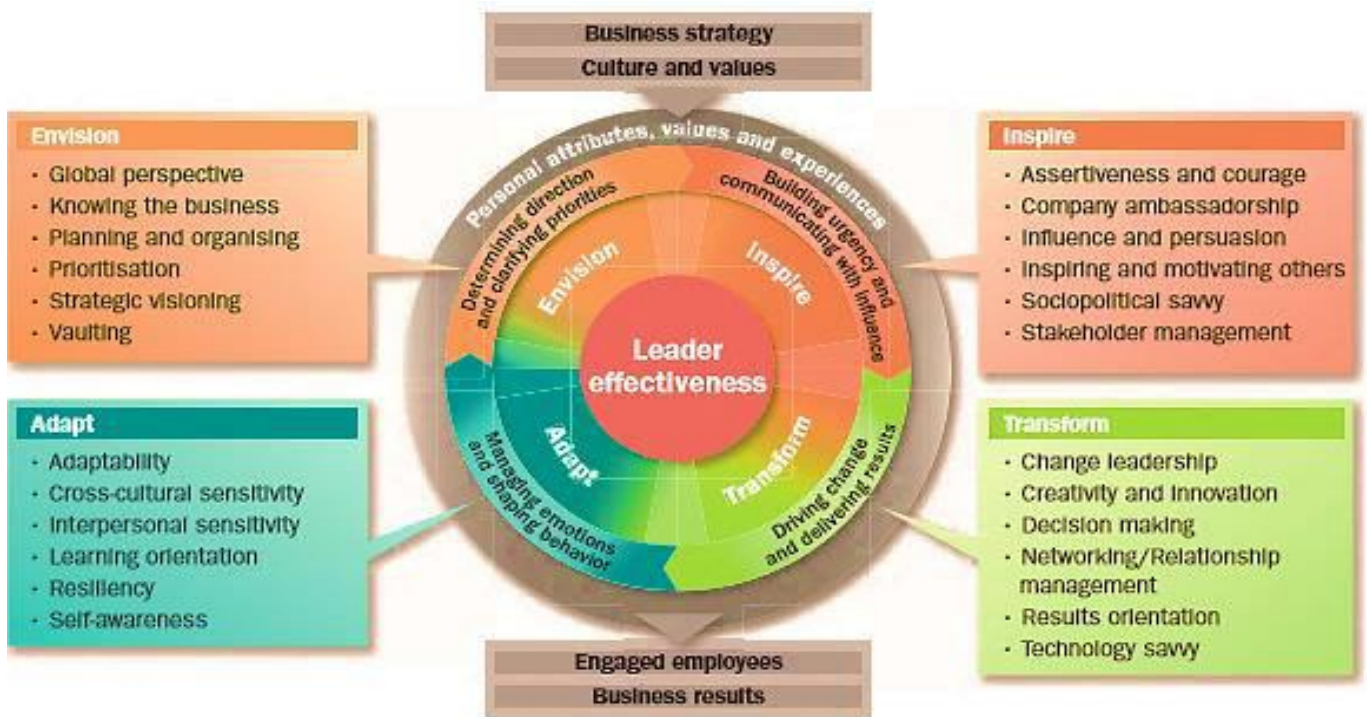 Business strategy
Culture and values
Envision
· Global perspective
· Knowing the business
· Planning and organising
· Prioritisation
· Strategic visioning
· Vaulting
Personal attributes, values and experiences
Determining direction
and clarifying priorities
Building urgency and
communicating with influence
Envision
Inspire
Leader
effectiveness
Adapt
Transform
Managing emotions
and shaping behavior
Driving change
and delivering results
Inspire
· Assertiveness and courage
· Company ambassadorship
· Influence and persuasion
· Inspiring and motivating others
· Sociopolitical savvy
· Stakeholder management
Adapt
· Adaptability
· Cross-cultural sensitivity
· Interpersonal sensitivity
· Learning orientation
· Resiliency
· Self-awareness
Transform
· Change leadership
· Creativity and innovation
· Decision making
· Networking/Relationship
management
· Results orientation
· Technology savvy
Engaged employees
Business results